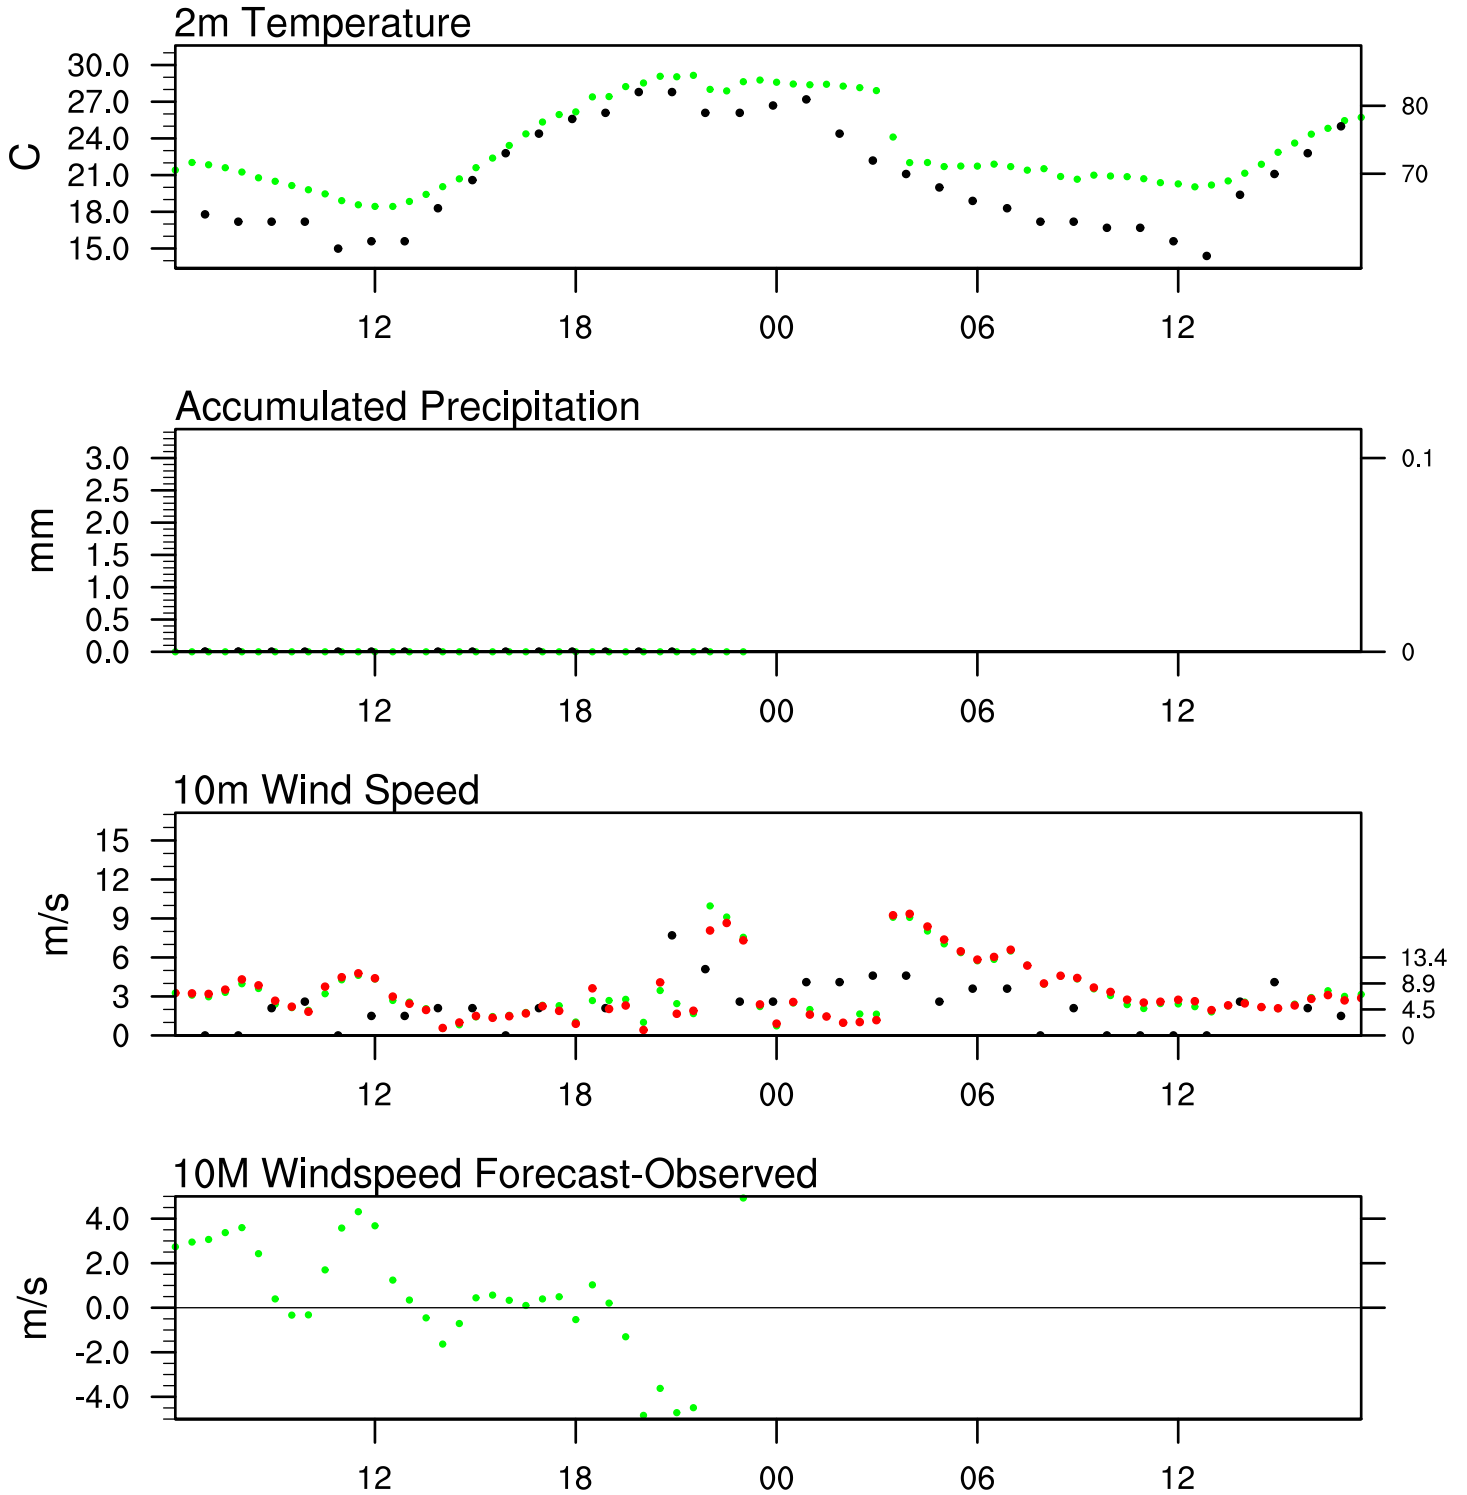 2m Temperature
30.0
27.0
24.0
21.0
18.0
15.0
C
80
70
12 18 00 06 12
Accumulated Precipitation
3.0
2.5
2.0
1.5
1.0
0.5
0.0
mm
0.1
0
12 18 00 06 12
10m Wind Speed
15
12
9
6
3
0
m/s
13.4
8.9
4.5
0
12 18 00 06 12
10M Windspeed Forecast-Observed
4.0
2.0
0.0
-2.0
-4.0
m/s
12 18 00 06 12